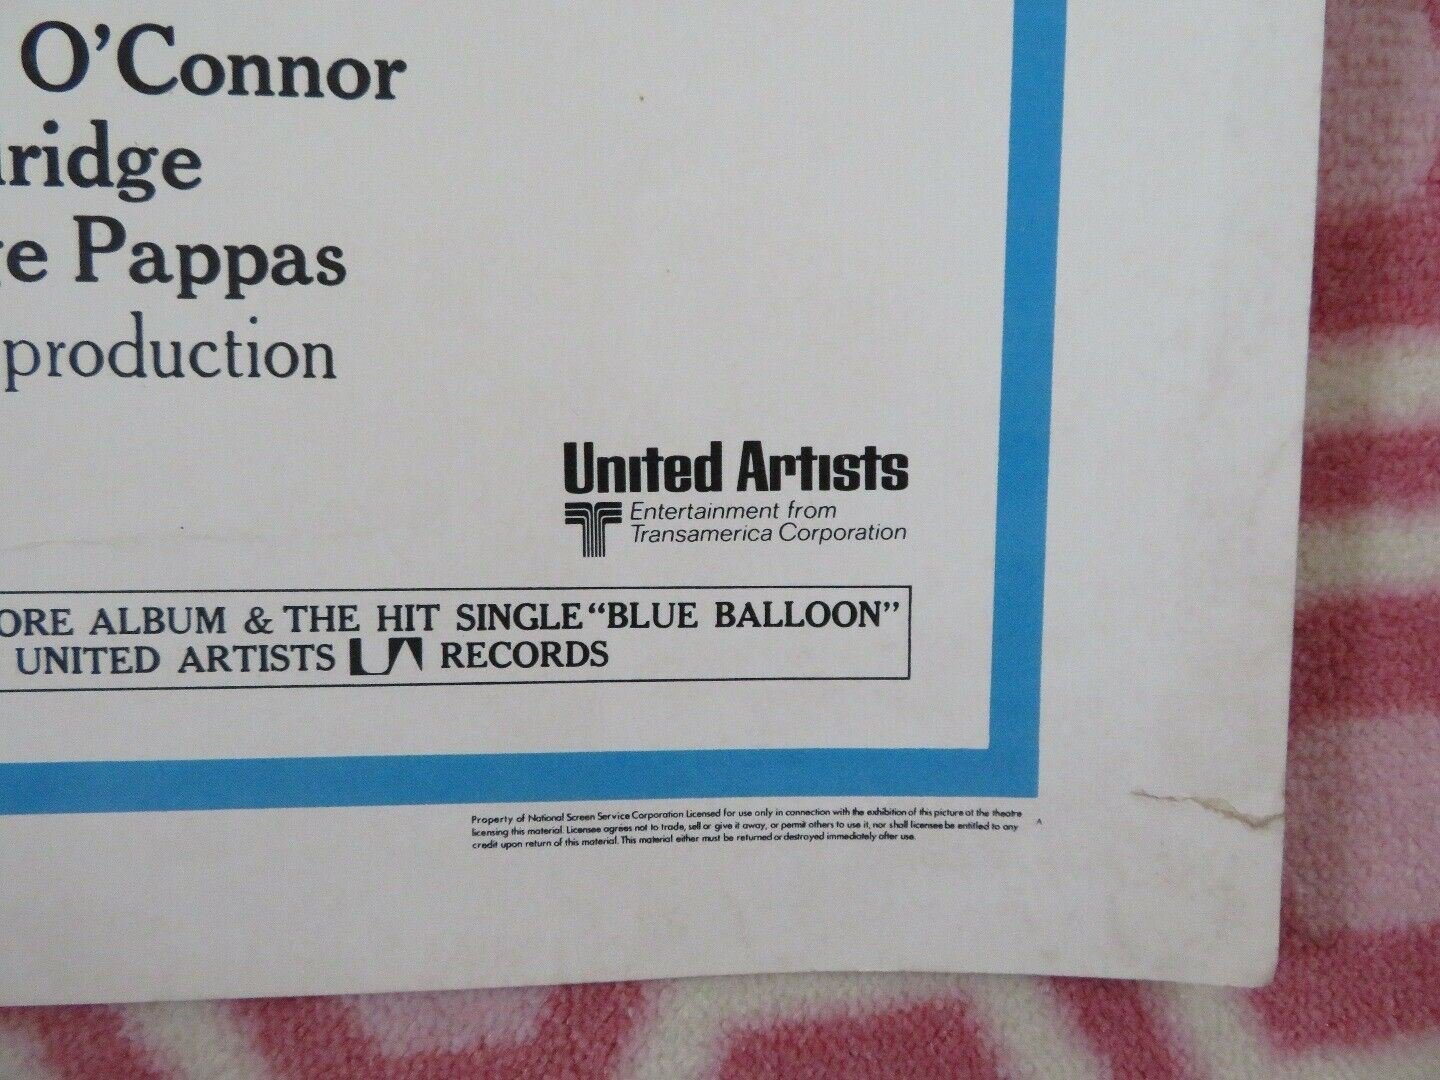 O'Connor
ridge
ge Pappas
production
United Artists
Entertainment from
Transamerica Corporation
ORE ALBUM & THE HIT SINGLE "BLUE BALLOON"
UNITED ARTISTS UA RECORDS
Property of National Screen Service Corporation Licensed for use only in connection with the exhibition of this picture at the theatre
licensing this material. Licensee agrees not to trade, sell or give it away, or permit others to use it, nor shall licensee be entitled to any
credit upon return of this material. This material either must be returned or destroyed immediately after use.
A